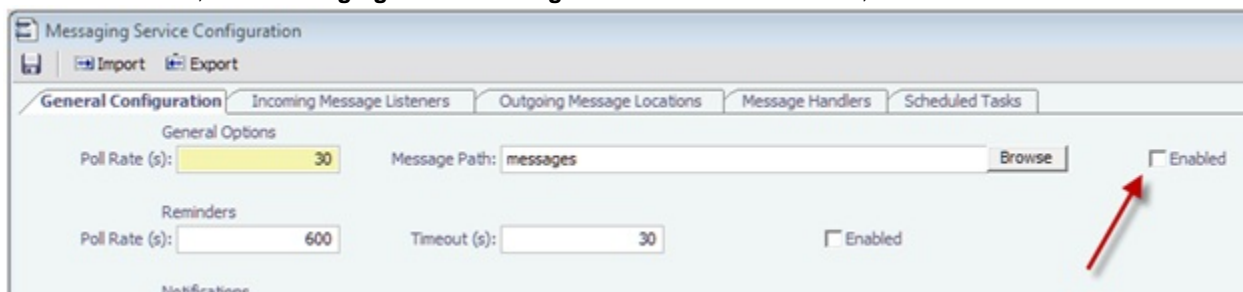 Messaging Service Configuration
Import Export
General Configuration Incoming Message Listeners Outgoing Message Locations Message Handlers Scheduled Tasks
General Options
Poll Rate (s): 30 Message Path: messages Browse Enabled
Reminders
Poll Rate (s): 600 Timeout (s): 30 Enabled
Notifications